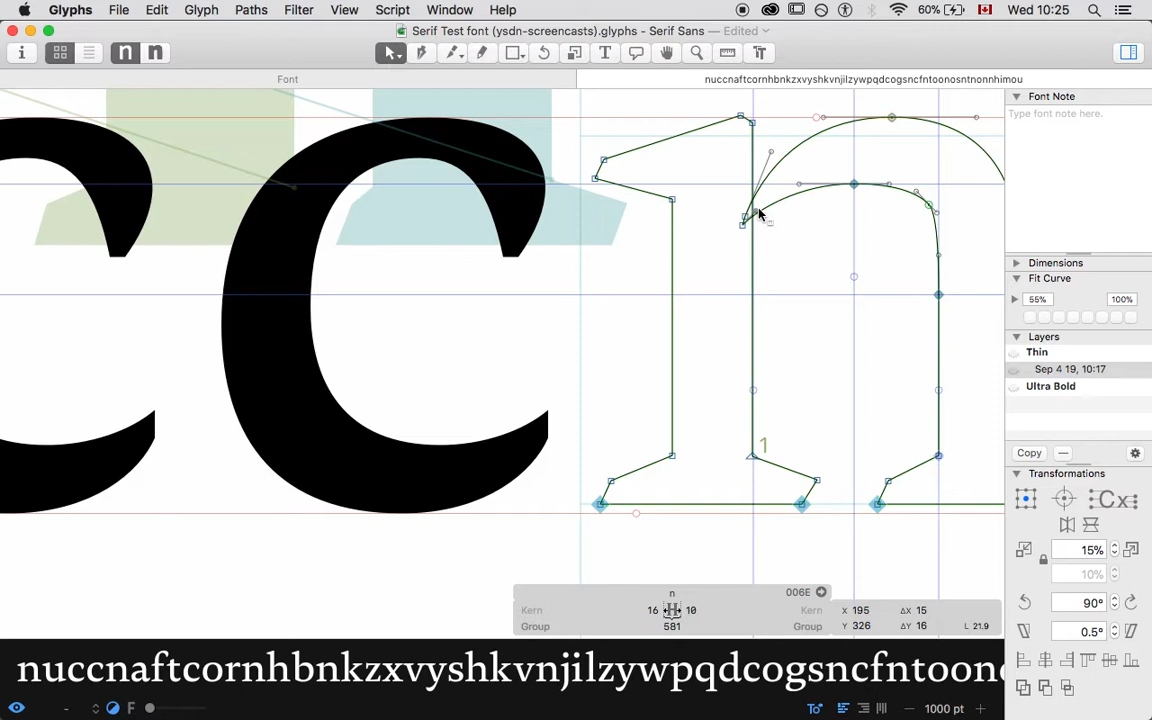 Glyphs File Edit Glyph Paths Filter View Script Window Help 60% Wed 10:25
Serif Test font (ysdn-screencasts).glyphs - Serif Sans — Edited
n n T
Font nuccnaftcornhbnkzxvyshkvnjilzywpqdcogsncfntoonosntnonnhimou
Font Note
Type font note here.
c c n
Dimensions
Fit Curve
55% 100%
Layers
Thin
Sep 4 19, 10:17
Ultra Bold
1
Copy
Transformations
Cx
15%
10%
90°
0.5°
n 006E
Kern 16 H 10 Kern X 195 ΔX 15
Group 581 Group Y 326 ΔY 16 L 21.9
nuccnaftcornhbnkzxvyshkvnjilzywpqdcogsncfntoono
- F 1000 pt